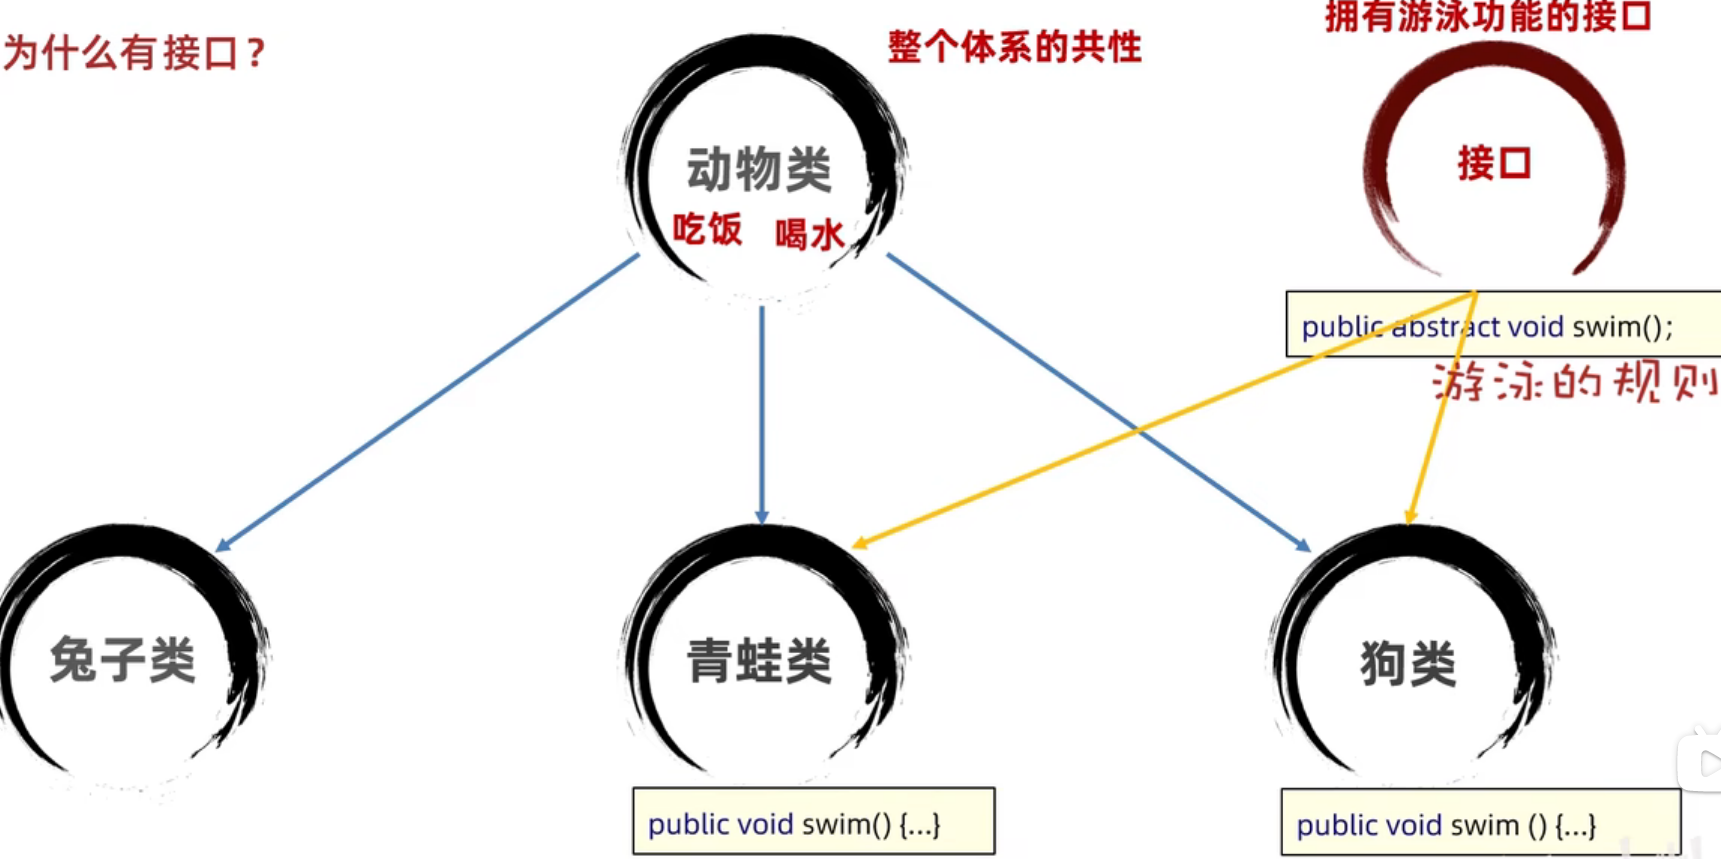 为什么有接口？
整个体系的共性
拥有游泳功能的接口
动物类
吃饭 喝水
接口
public abstract void swim();
游泳的规则
兔子类
青蛙类
狗类
public void swim() {...}
public void swim () {...}